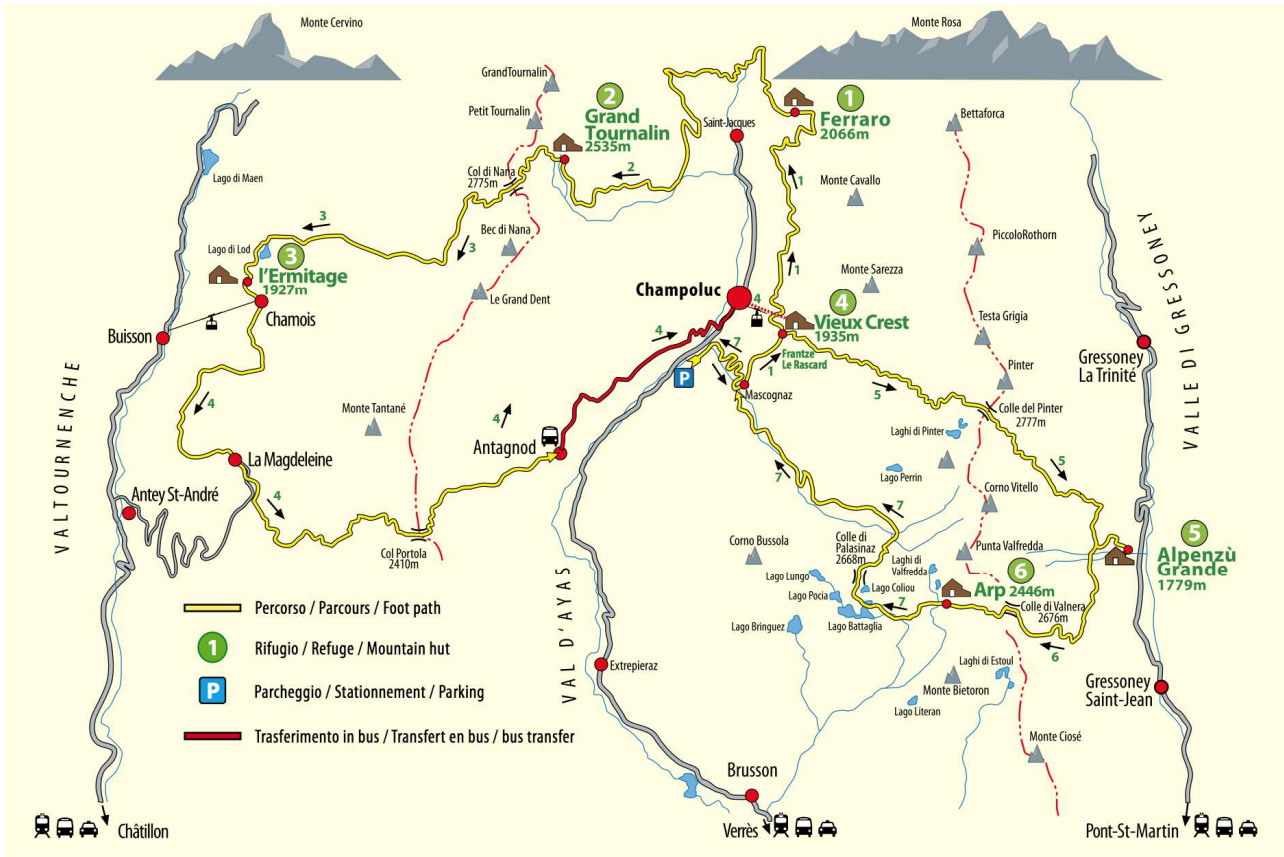 Monte Cervino
Monte Rosa
GrandTournalin
Petit Tournalin
2
Grand
Tournalin
2535m
1
Ferraro
2066m
Saint-Jacques
Bettaforca
Lago di Maen
Col di Nana
2775m
2
1
Monte Cavallo
3
3
Bec di Nana
PiccoloRothorn
Lago di Lod
3
l'Ermitage
1927m
1
Monte Sarezza
Le Grand Dent
Champoluc
4
4
Vieux Crest
1935m
Chamois
Buisson
Testa Grigia
VALLE DI GRESSONEY
Gressoney
La Trinité
4
7
Frantze
Le Rascard
P
1
Mascognaz
5
Pinter
VALTOURNENCHE
4
Monte Tantané
4
Colle del Pinter
2777m
Laghi di Pinter
Antagnod
La Magdeleine
5
Lago Perrin
7
Antey St-André
4
Corno Vitello
7
Col Portola
2410m
Corno Bussola
Colle di
Palasinaz
2668m
Laghi di
Valfredda
Punta Valfredda
5
Alpenzù
Grande
1779m
6
Arp 2446m
Lago Lungo
Lago Coliou
Lago Pocia
7
Colle di Valnera
2676m
Lago Bringuez
Lago Battaglia
6
Percorso / Parcours / Foot path
1
Rifugio / Refuge / Mountain hut
P
Parcheggio / Stationnement / Parking
Trasferimento in bus / Transfert en bus / bus transfer
VAL D'AYAS
Extrepieraz
Laghi di Estoul
Monte Bietoron
Lago Literan
Gressoney
Saint-Jean
Monte Ciosé
Brusson
Châtillon
Verrès
Pont-St-Martin